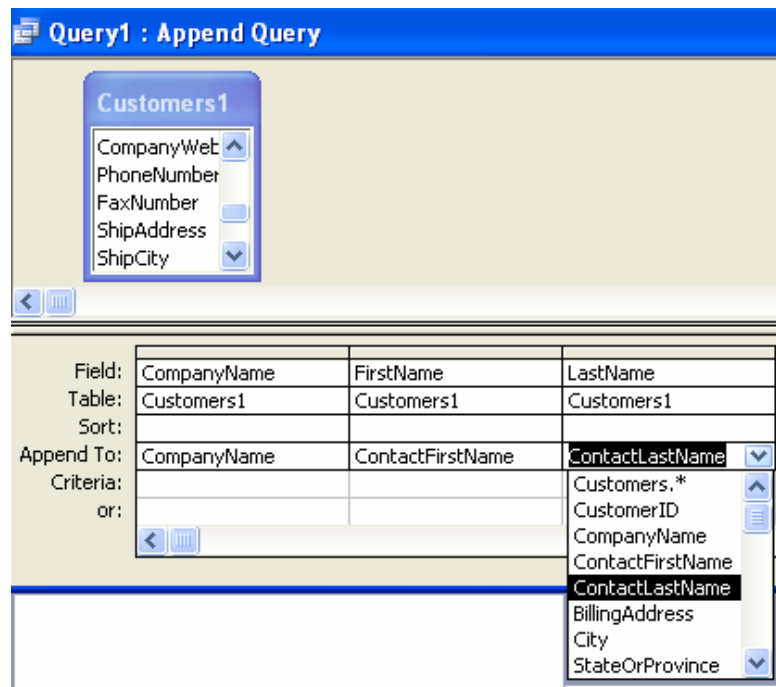 Query1 : Append Query
Customers1
CompanyWeb
PhoneNumber
FaxNumber
ShipAddress
ShipCity
Field: CompanyName FirstName LastName
Table: Customers1 Customers1 Customers1
Sort:
Append To: CompanyName ContactFirstName ContactLastName
Criteria:
or:
Customers.*
CustomerID
CompanyName
ContactFirstName
ContactLastName
BillingAddress
City
StateOrProvince